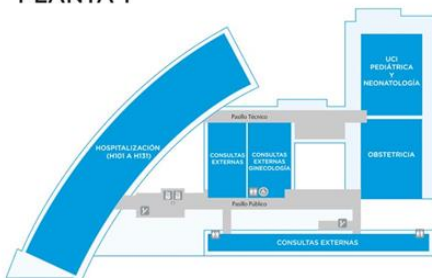 PLANTA 1
UCI
PEDIÁTRICA
Y
NEONATOLOGÍA
Pasillo Técnico
HOSPITALIZACIÓN
(H101 A H131)
CONSULTAS
EXTERNAS
CONSULTAS
EXTERNAS
GINECOLOGÍA
OBSTETRICIA
Pasillo Público
CONSULTAS EXTERNAS